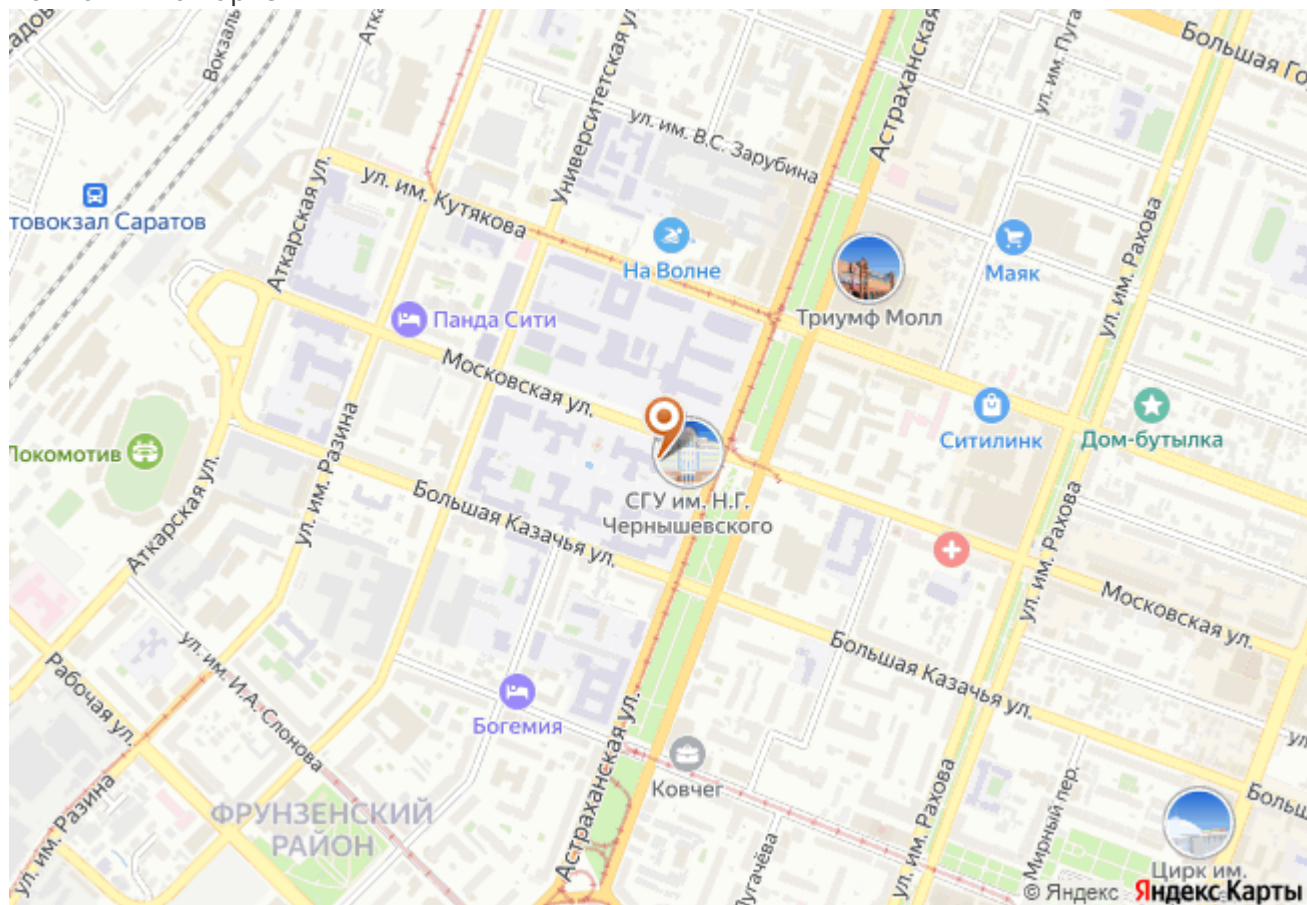 Вокзаль
Атк
Университетская ул.
Астраханская
Большая Го
ул. им. Пуга
ул. им. В.С. Зарубина
Аткарская ул.
ул. им. Кутякова
товокзал Саратов
На Волне
Маяк
ул. им. Рахова
Триумф Молл
Панда Сити
Московская ул.
Ситилинк
Дом-бутылка
Локомотив
ул. им. Разина
СГУ им. Н.Г.
Чернышевского
Большая Казачья ул.
Аткарская ул.
ул. им. Рахова
Московская ул.
ул. им. И.А. Слонова
Рабочая ул.
Большая Казачья ул.
Богемия
Астраханская ул.
Ковчег
ул. им. Разина
ФРУНЗЕНСКИЙ
РАЙОН
ул. им. Рахова
Мирный пер.
Больш
Пугачёва
Цирк им.
© Яндекс Яндекс Карты